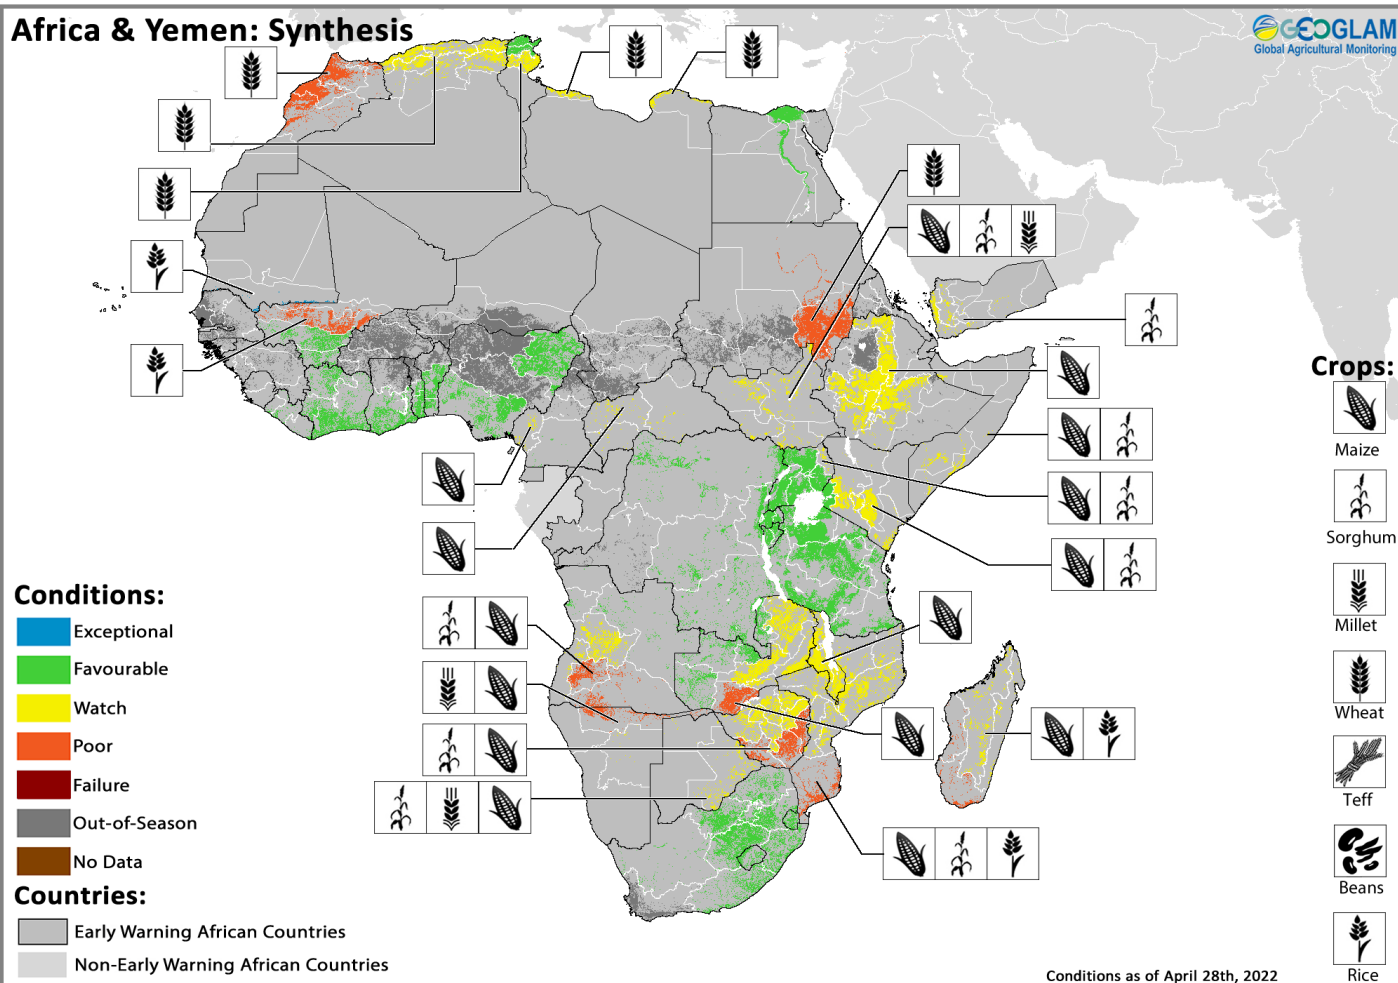 Africa & Yemen: Synthesis
GEOGLAM
Global Agricultural Monitoring
Crops:
Maize
Sorghum
Millet
Wheat
Teff
Beans
Rice
Conditions:
Exceptional
Favourable
Watch
Poor
Failure
Out-of-Season
No Data
Countries:
Early Warning African Countries
Non-Early Warning African Countries
Conditions as of April 28th, 2022